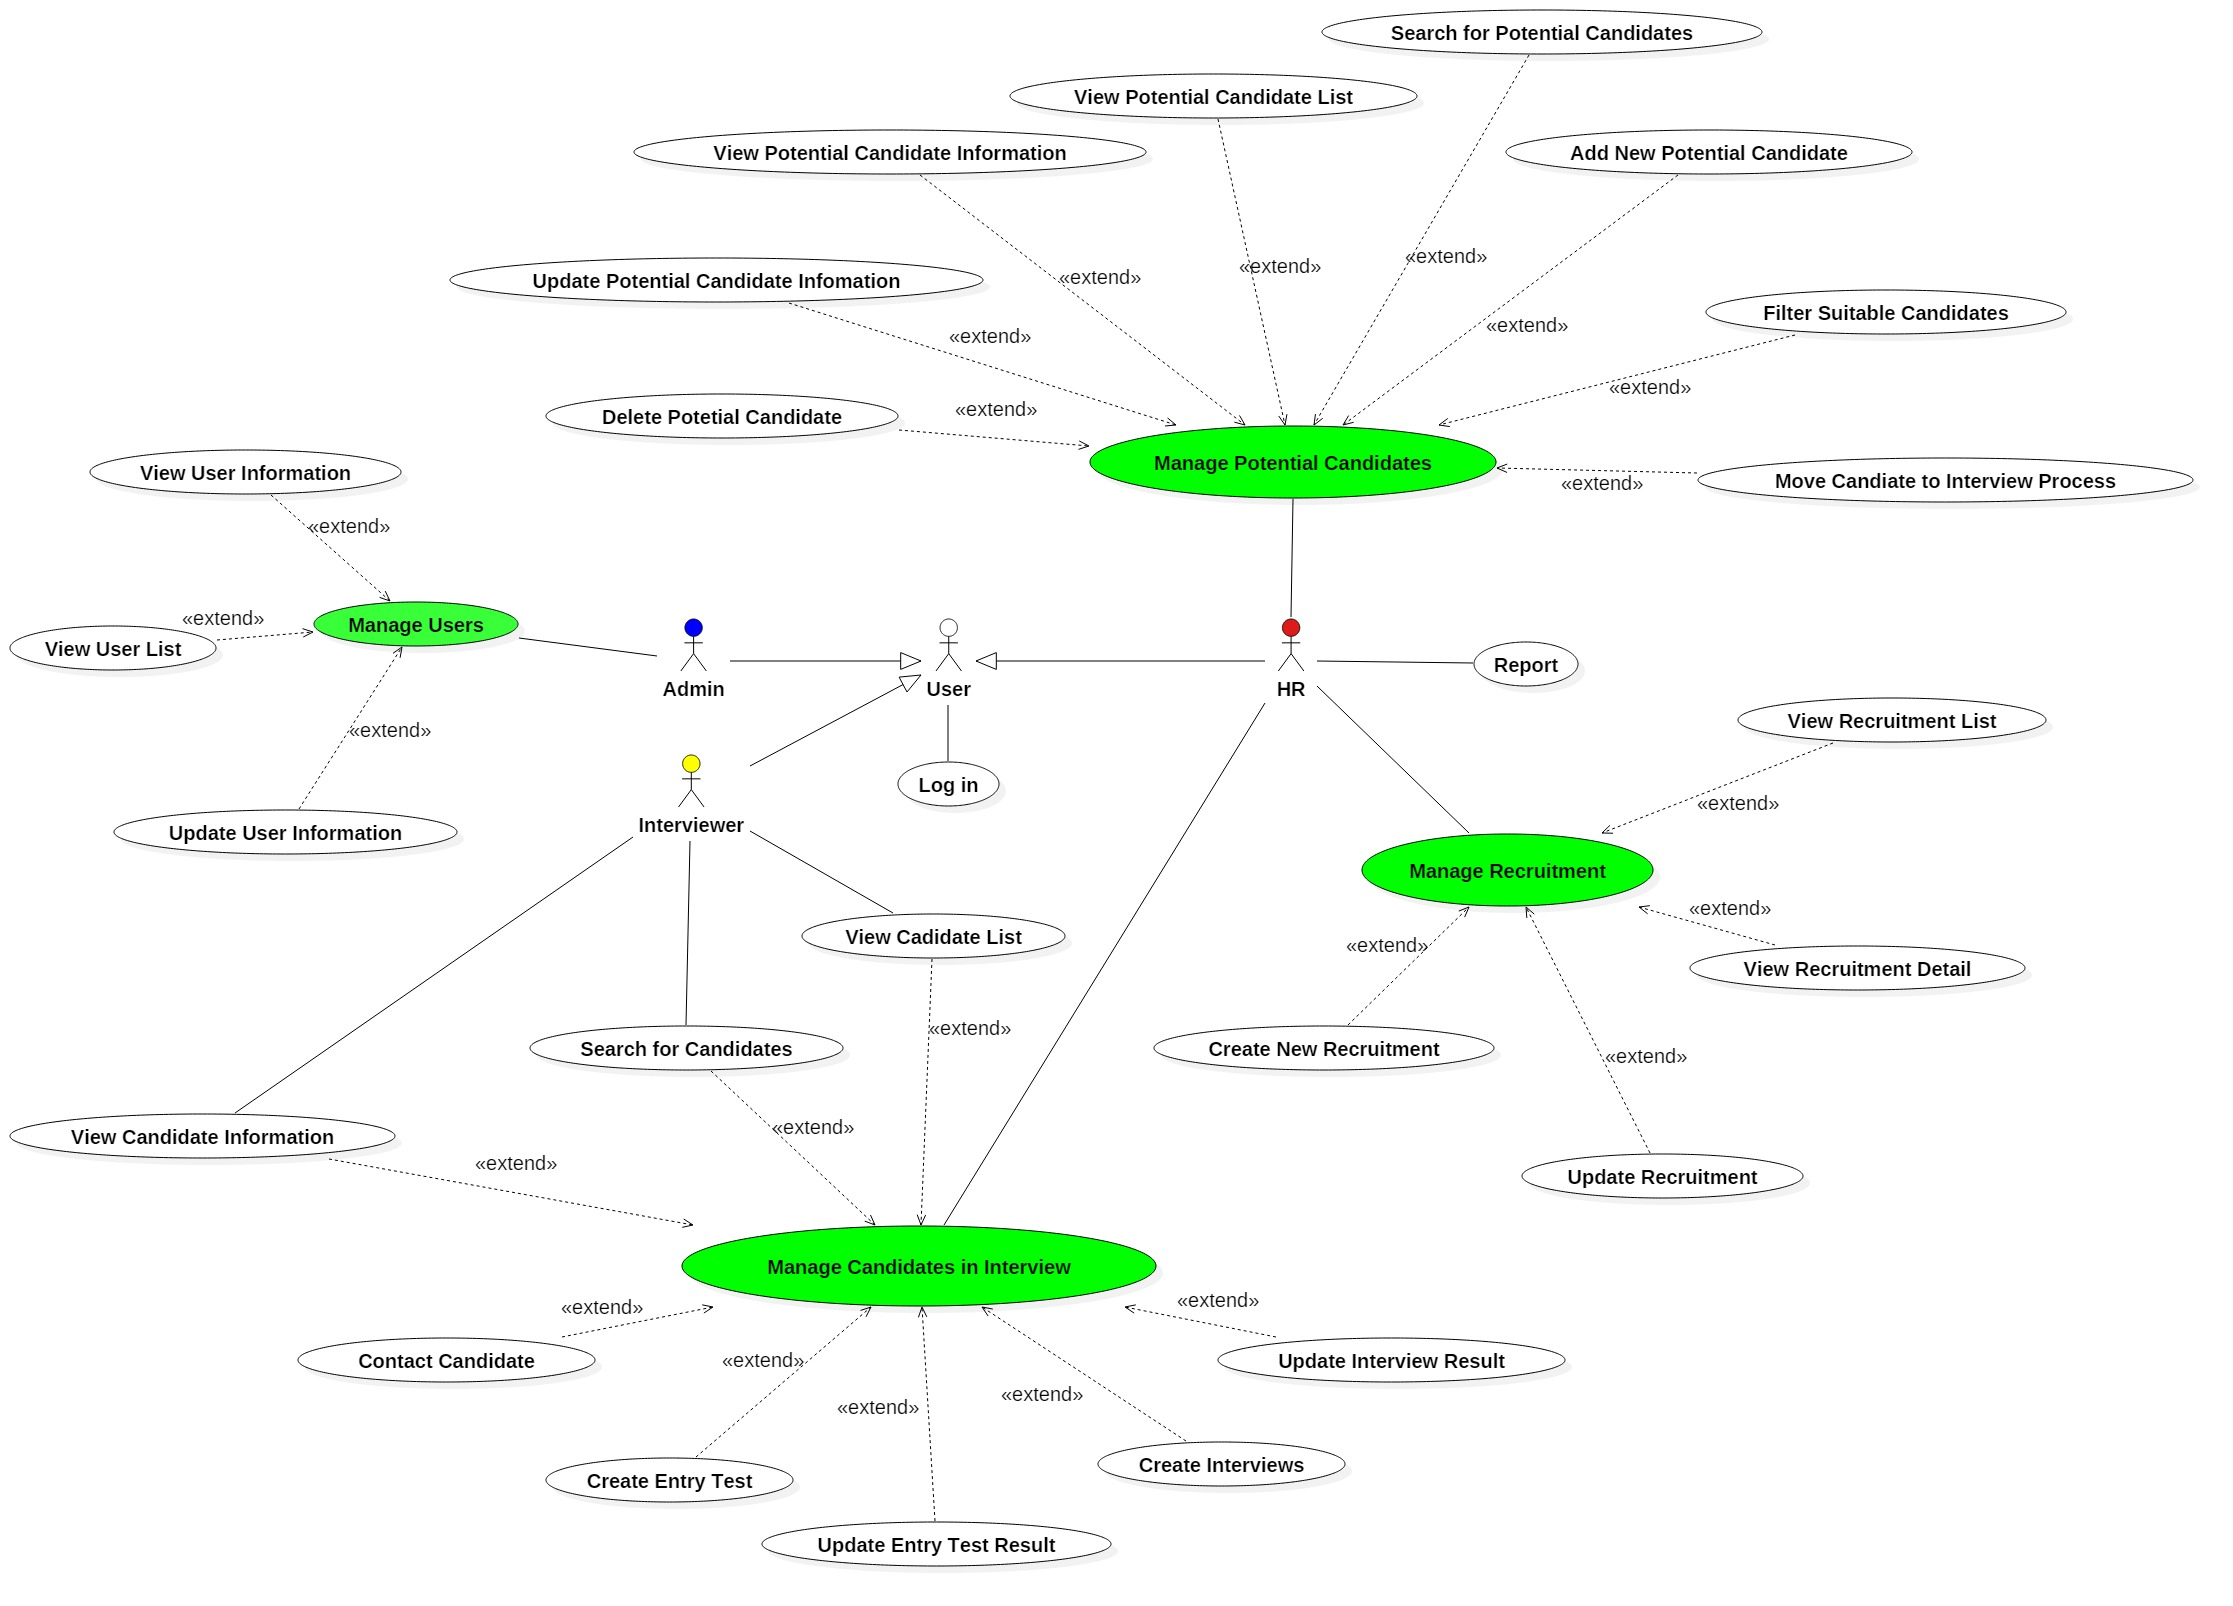 Search for Potential Candidates
View Potential Candidate List
View Potential Candidate Information
Add New Potential Candidate
«extend»
«extend»
«extend»
Update Potential Candidate Infomation
Filter Suitable Candidates
«extend»
«extend»
«extend»
«extend»
Delete Potetial Candidate
Manage Potential Candidates
View User Information
Move Candiate to Interview Process
«extend»
«extend»
«extend»
Manage Users
View User List
Report
Admin
User
HR
View Recruitment List
«extend»
Log in
«extend»
Interviewer
Update User Information
Manage Recruitment
«extend»
View Cadidate List
«extend»
View Recruitment Detail
«extend»
Search for Candidates
Create New Recruitment
«extend»
«extend»
View Candidate Information
«extend»
Update Recruitment
Manage Candidates in Interview
«extend»
«extend»
Contact Candidate
«extend»
Update Interview Result
«extend»
«extend»
Create Interviews
Create Entry Test
Update Entry Test Result